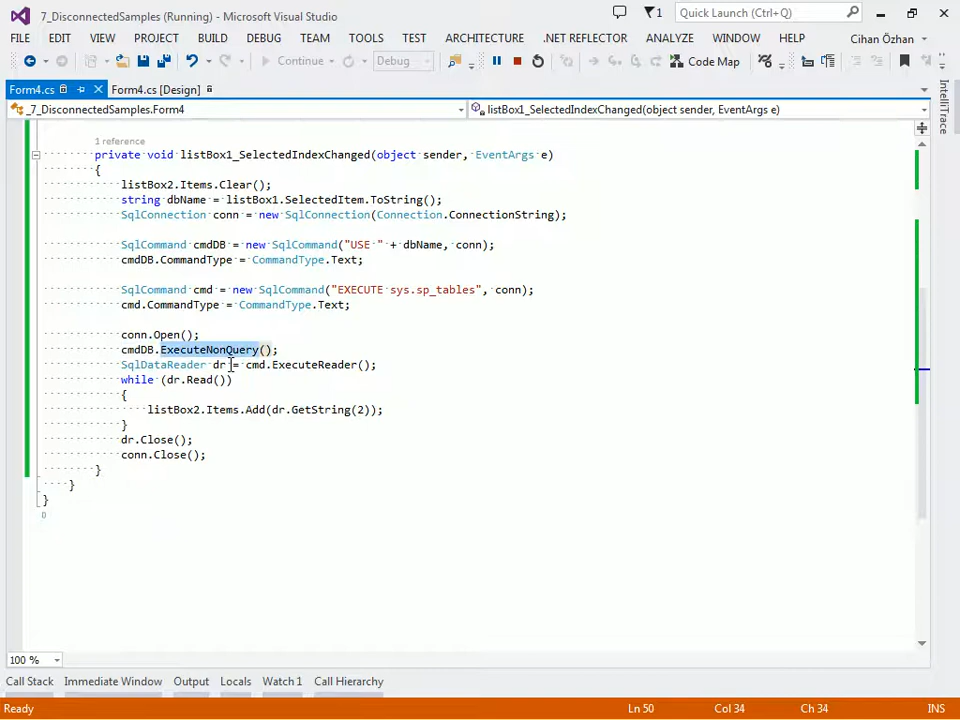 7_DisconnectedSamples (Running) - Microsoft Visual Studio
1
Quick Launch (Ctrl+Q)
FILE EDIT VIEW PROJECT BUILD DEBUG TEAM TOOLS TEST ARCHITECTURE .NET REFLECTOR ANALYZE WINDOW HELP Cihan Özhan
Continue Debug Code Map
Form4.cs Form4.cs [Design]
_7_DisconnectedSamples.Form4 listBox1_SelectedIndexChanged(object sender, EventArgs e)
IntelliTrace
1 reference
private void listBox1_SelectedIndexChanged(object sender, EventArgs e)
{
listBox2.Items.Clear();
string dbName = listBox1.SelectedItem.ToString();
SqlConnection conn = new SqlConnection(Connection.ConnectionString);
SqlCommand cmdDB = new SqlCommand("USE " + dbName, conn);
cmdDB.CommandType = CommandType.Text;
SqlCommand cmd = new SqlCommand("EXECUTE sys.sp_tables", conn);
cmd.CommandType = CommandType.Text;
conn.Open();
cmdDB.ExecuteNonQuery();
SqlDataReader dr = cmd.ExecuteReader();
while (dr.Read())
{
listBox2.Items.Add(dr.GetString(2));
}
dr.Close();
conn.Close();
}
}
}
100 %
Call Stack Immediate Window Output Locals Watch 1 Call Hierarchy
Ready Ln 50 Col 34 Ch 34 INS